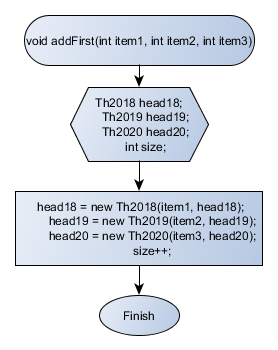 void addFirst(int item1, int item2, int item3)
Th2018 head18;
Th2019 head19;
Th2020 head20;
int size;
head18 = new Th2018(item1, head18);
head19 = new Th2019(item2, head19);
head20 = new Th2020(item3, head20);
size++;
Finish